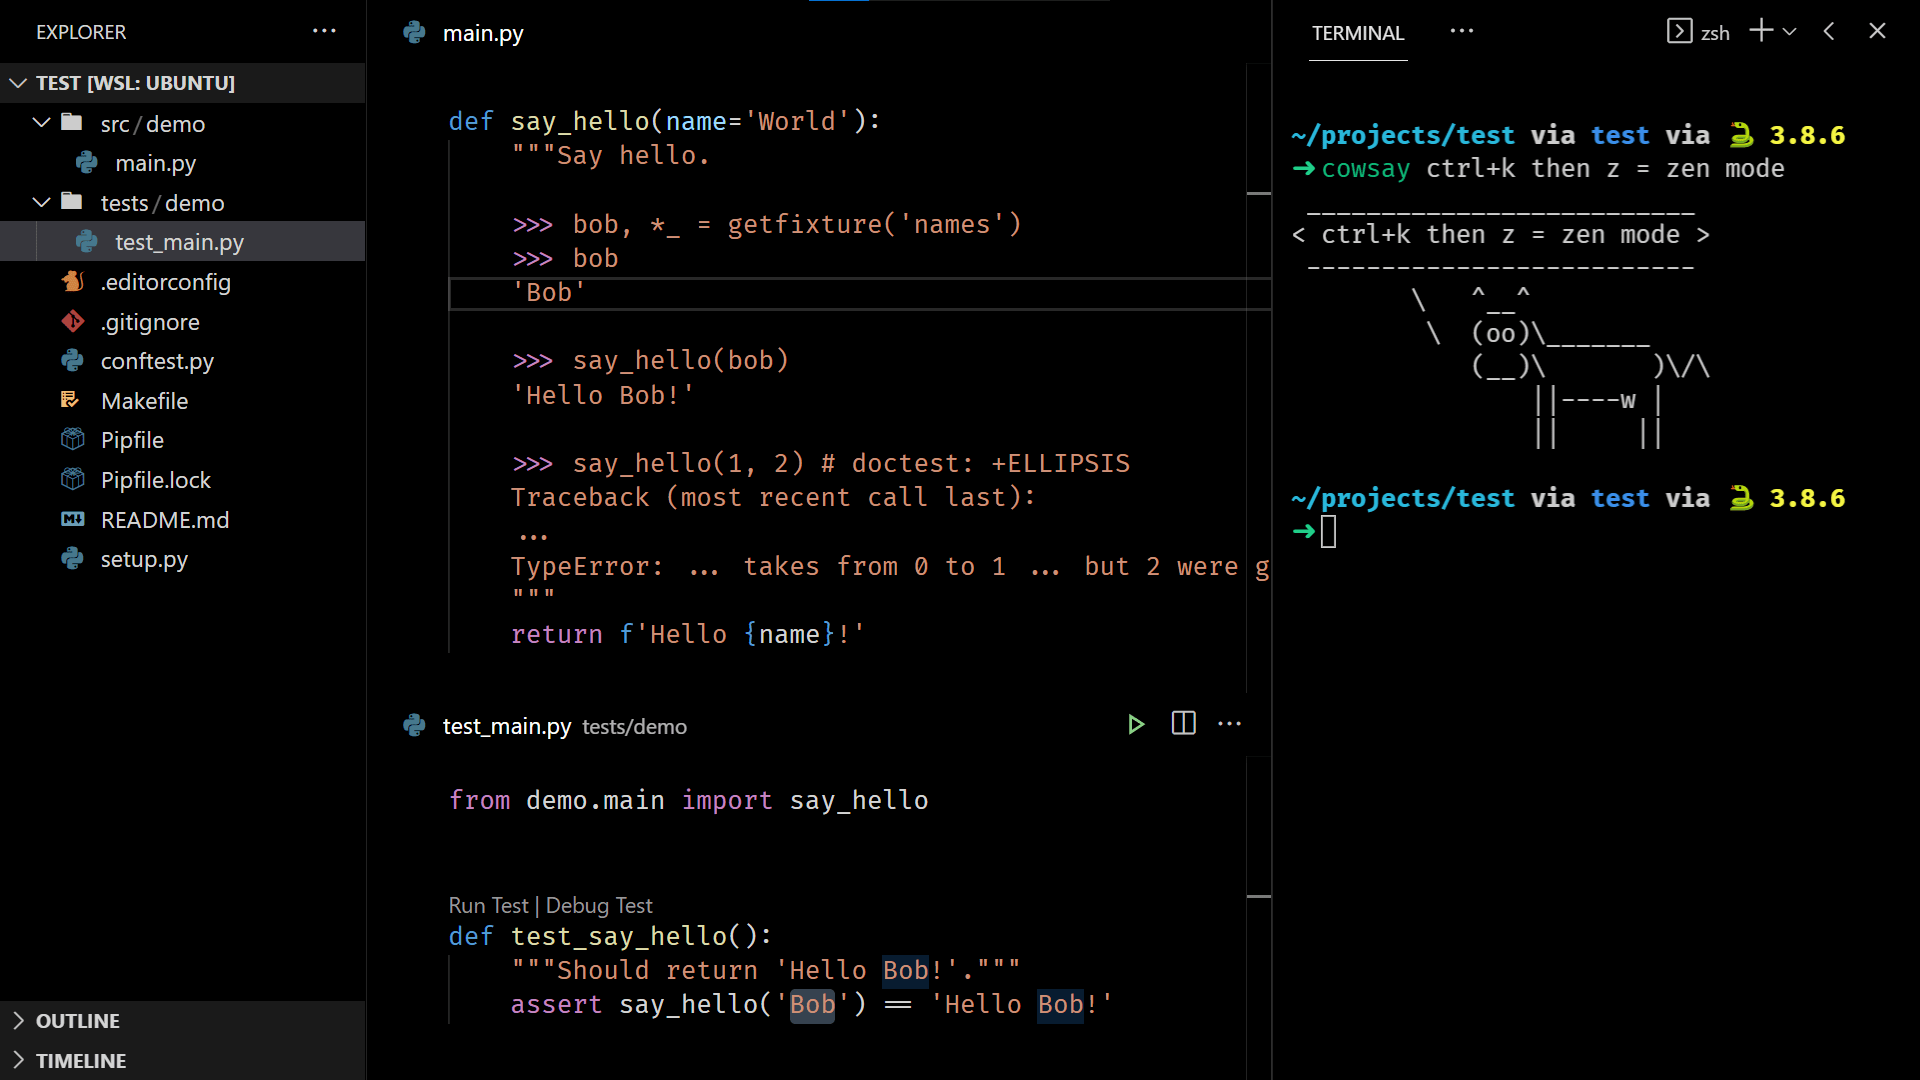 EXPLORER
TEST [WSL: UBUNTU]
src/demo
main.py
tests/demo
test_main.py
.editorconfig
.gitignore
conftest.py
Makefile
Pipfile
Pipfile.lock
README.md
setup.py
OUTLINE
TIMELINE
main.py
def say_hello(name='World'):
"""Say hello.
>>> bob, *_ = getfixture('names')
>>> bob
'Bob'
>>> say_hello(bob)
'Hello Bob!'
>>> say_hello(1, 2) # doctest: +ELLIPSIS
Traceback (most recent call last):
...
TypeError: ... takes from 0 to 1 ... but 2 were g
"""
return f'Hello {name}!'
test_main.py tests/demo
from demo.main import say_hello
Run Test | Debug Test
def test_say_hello():
"""Should return 'Hello Bob!'."""
assert say_hello('Bob') == 'Hello Bob!'
TERMINAL
zsh
~/projects/test via test via 🐍 3.8.6
➜ cowsay ctrl+k then z = zen mode
 __________________________
< ctrl+k then z = zen mode >
 --------------------------
        \   ^__^
         \  (oo)\_______
            (__)\       )\/\
                ||----w |
                ||     ||
~/projects/test via test via 🐍 3.8.6
➜